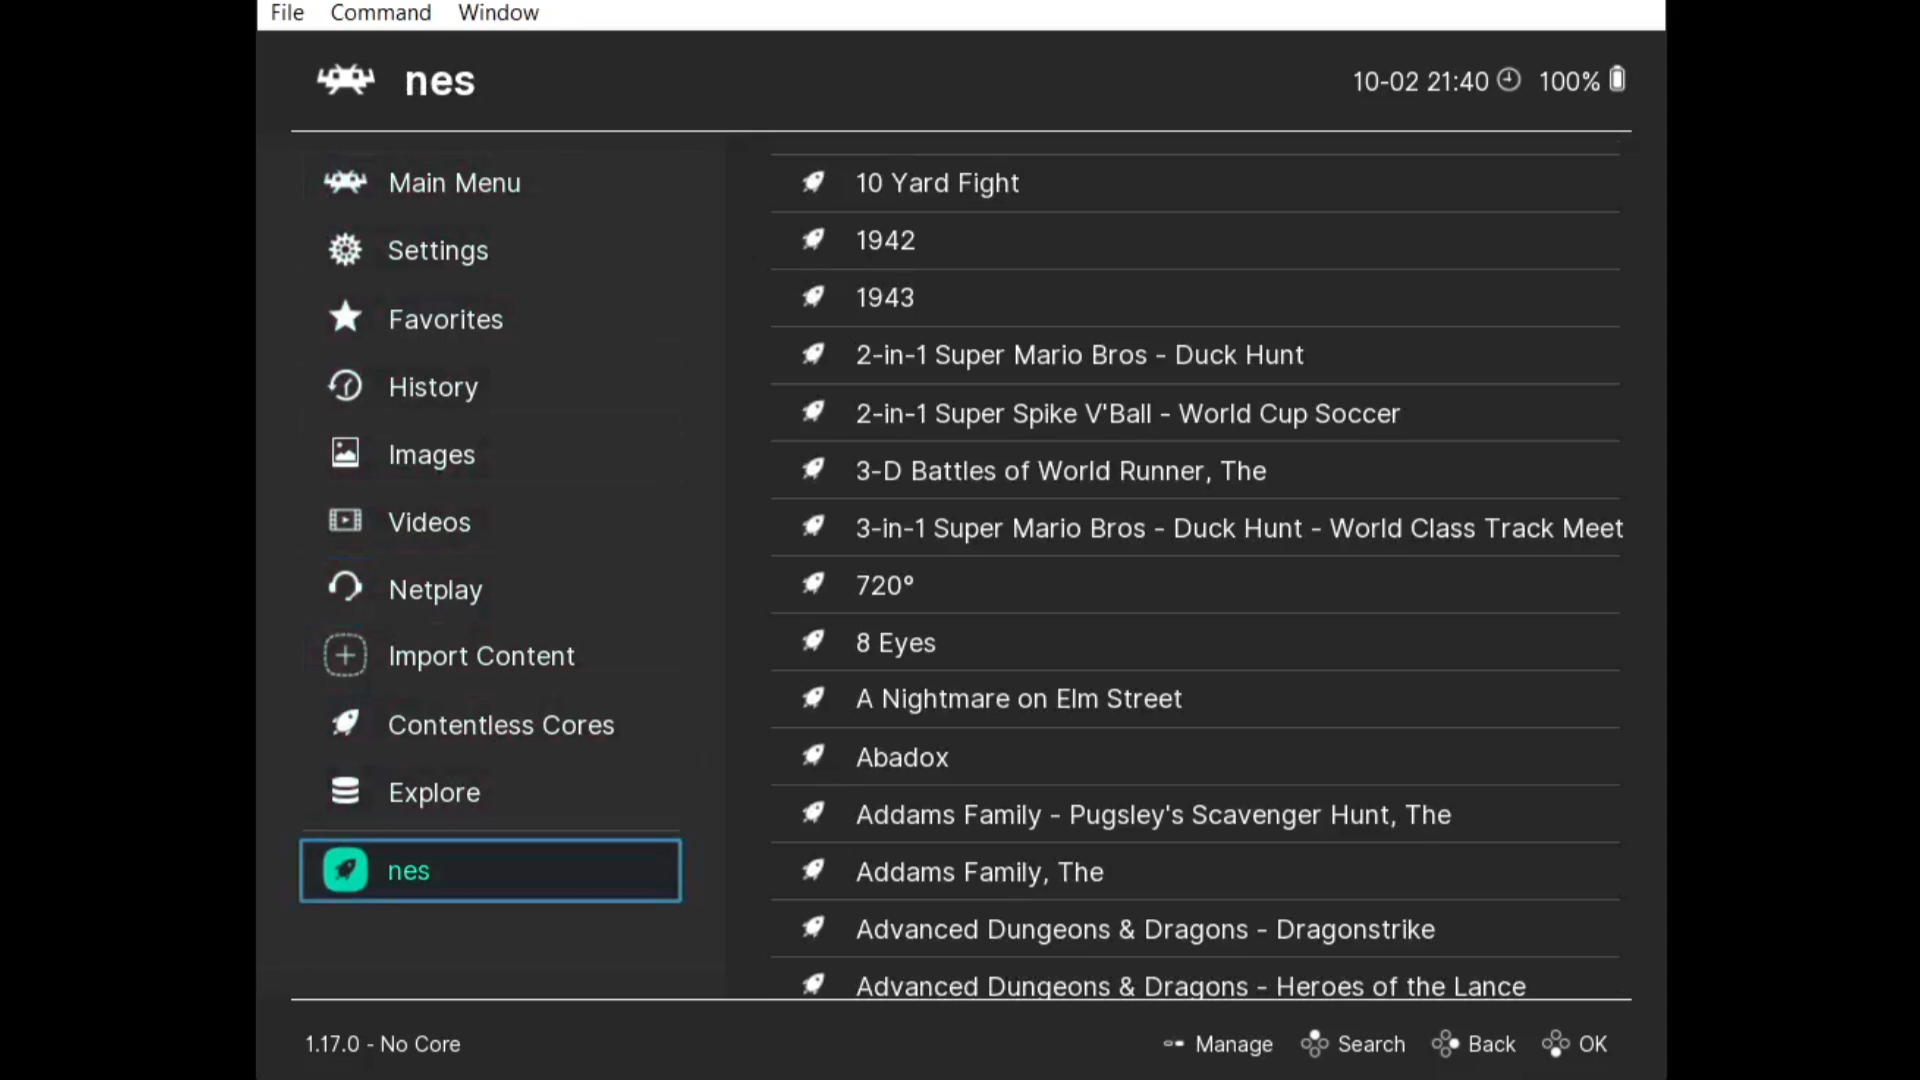 File Command Window
nes
10-02 21:40 100%
Main Menu
Settings
Favorites
History
Images
Videos
Netplay
Import Content
Contentless Cores
Explore
nes
10 Yard Fight
1942
1943
2-in-1 Super Mario Bros - Duck Hunt
2-in-1 Super Spike V'Ball - World Cup Soccer
3-D Battles of World Runner, The
3-in-1 Super Mario Bros - Duck Hunt - World Class Track Meet
720°
8 Eyes
A Nightmare on Elm Street
Abadox
Addams Family - Pugsley's Scavenger Hunt, The
Addams Family, The
Advanced Dungeons & Dragons - Dragonstrike
Advanced Dungeons & Dragons - Heroes of the Lance
1.17.0 - No Core
Manage Search Back OK